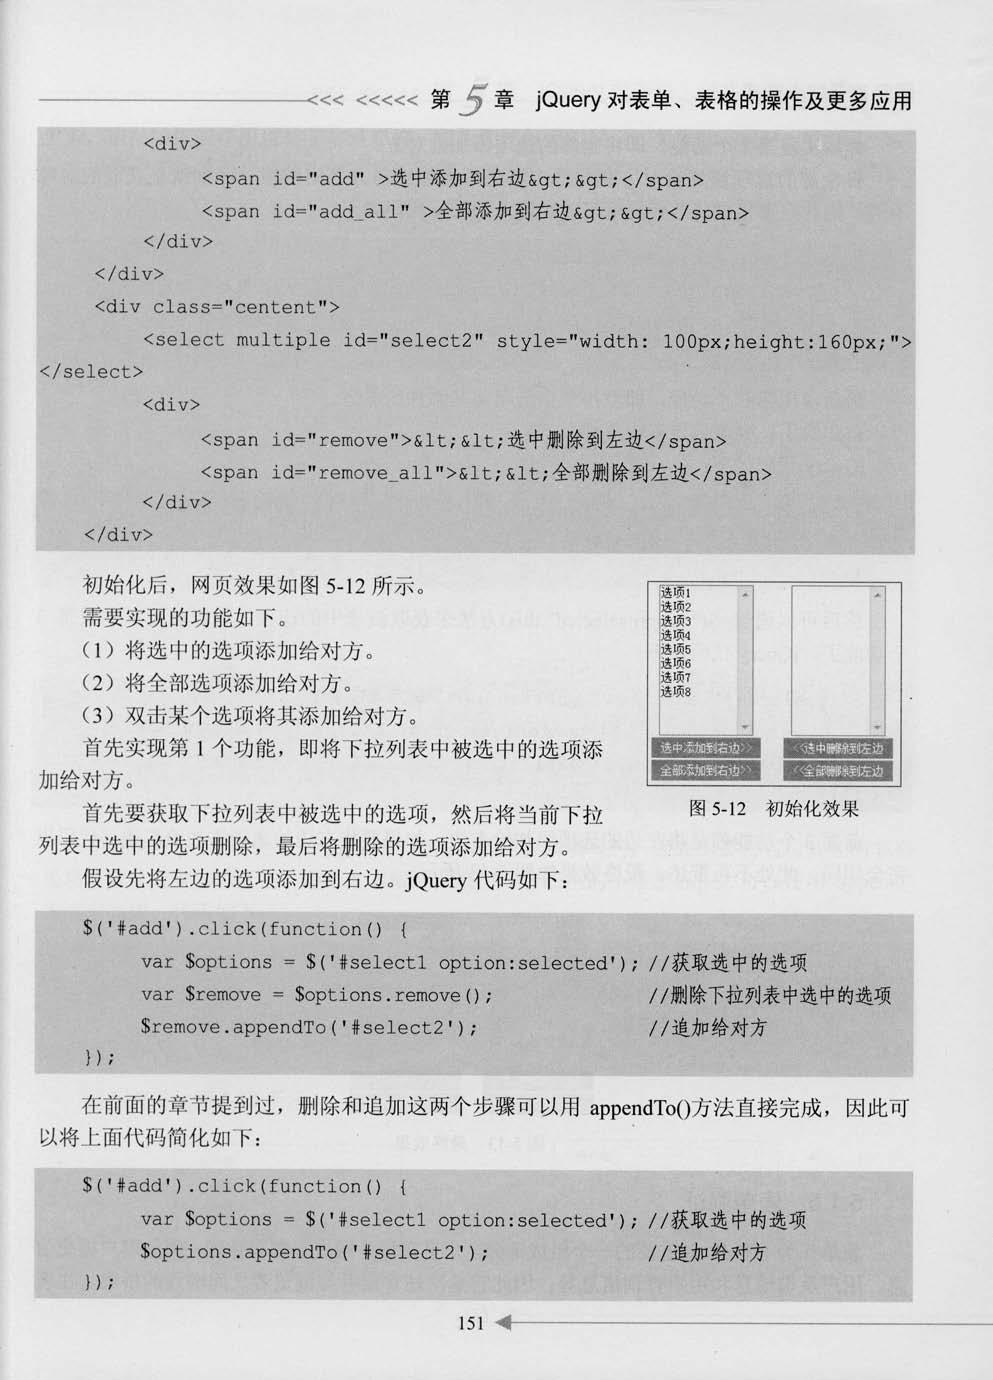 <<< <<<<< 第5章 jQuery 对表单、表格的操作及更多应用
<div>
<span id="add" >选中添加到右边&gt;&gt;</span>
<span id="add_all" >全部添加到右边&gt;&gt;</span>
</div>
</div>
<div class="centent">
<select multiple id="select2" style="width: 100px;height:160px;">
</select>
<div>
<span id="remove">&lt;&lt;选中删除到左边</span>
<span id="remove_all">&lt;&lt;全部删除到左边</span>
</div>
</div>
初始化后，网页效果如图 5-12 所示。
需要实现的功能如下。
（1）将选中的选项添加给对方。
（2）将全部选项添加给对方。
（3）双击某个选项将其添加给对方。
首先实现第 1 个功能，即将下拉列表中被选中的选项添
加给对方。
首先要获取下拉列表中被选中的选项，然后将当前下拉
列表中选中的选项删除，最后将删除的选项添加给对方。
选项1
选项2
选项3
选项4
选项5
选项6
选项7
选项8
选中添加到右边>>
<<选中删除到左边
全部添加到右边>>
<<全部删除到左边
图 5-12 初始化效果
假设先将左边的选项添加到右边。jQuery 代码如下：
$('#add').click(function() {
var $options = $('#select1 option:selected'); //获取选中的选项
var $remove = $options.remove(); //删除下拉列表中选中的选项
$remove.appendTo('#select2'); //追加给对方
});
在前面的章节提到过，删除和追加这两个步骤可以用 appendTo()方法直接完成，因此可
以将上面代码简化如下：
$('#add').click(function() {
var $options = $('#select1 option:selected'); //获取选中的选项
$options.appendTo('#select2'); //追加给对方
});
151